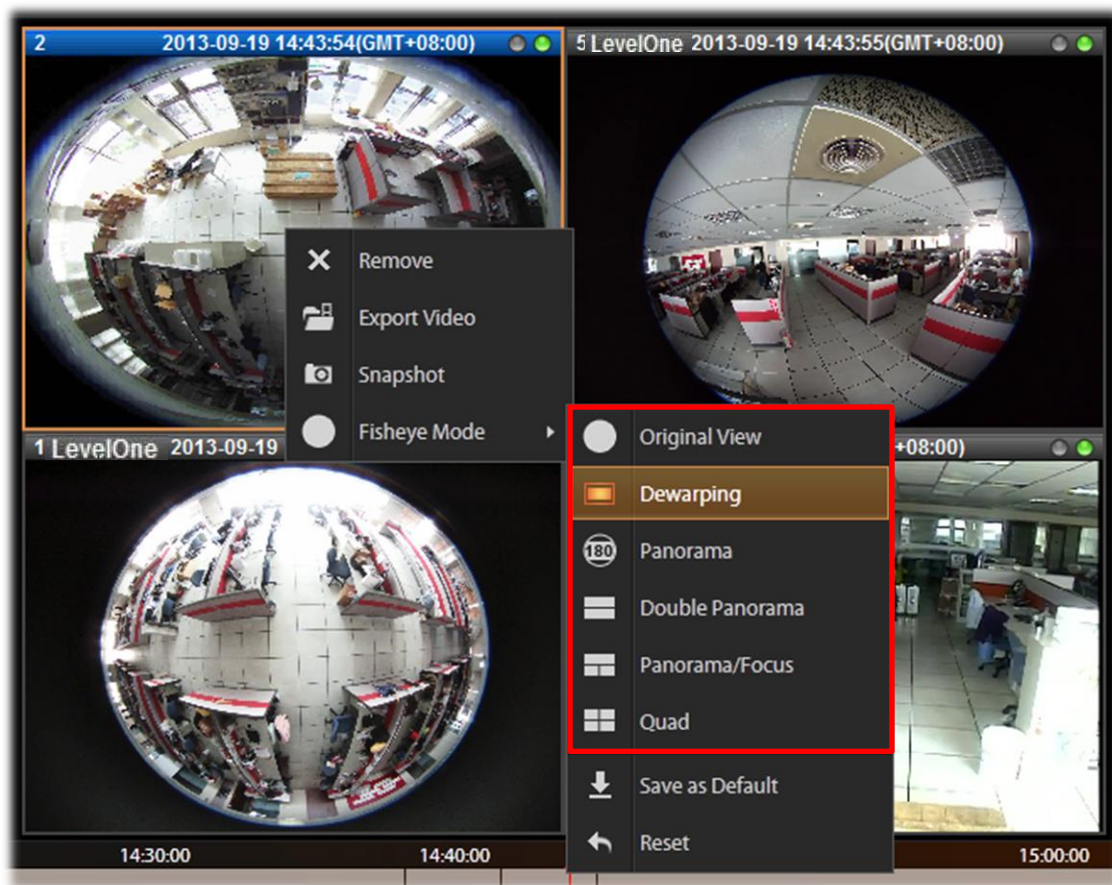 2 2013-09-19 14:43:54(GMT+08:00)
5 LevelOne 2013-09-19 14:43:55(GMT+08:00)
Remove
Export Video
Snapshot
Fisheye Mode
1 LevelOne 2013-09-19
+08:00)
Original View
Dewarping
180 Panorama
Double Panorama
Panorama/Focus
Quad
Save as Default
Reset
14:30:00 14:40:00 15:00:00